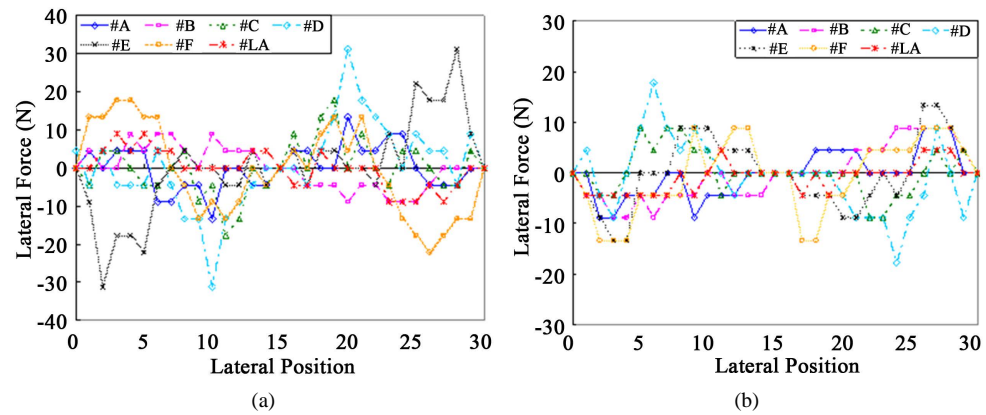 #A #B #C #D
#E #F #LA
Lateral Force (N)
40
30
20
10
0
-10
-20
-30
-40
0 5 10 15 20 25 30
Lateral Position
(a)
#A #B #C #D
#E #F #LA
Lateral Force (N)
30
20
10
0
-10
-20
-30
0 5 10 15 20 25 30
Lateral Position
(b)